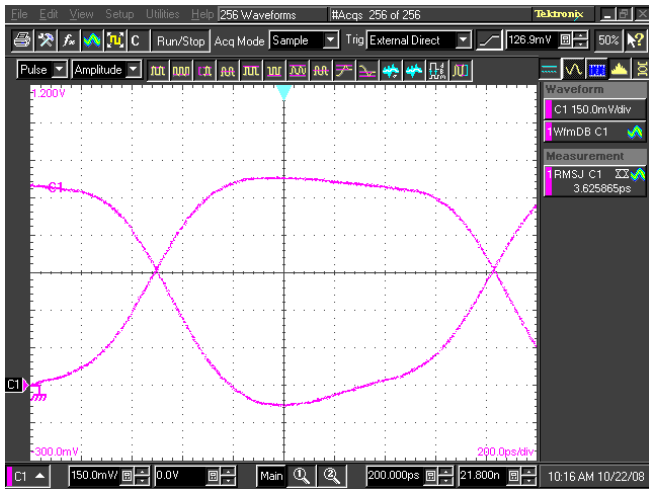 File Edit View Setup Utilities Help 256 Waveforms #Acqs 256 of 256 Tektronix
fx C Run/Stop Acq Mode Sample Trig External Direct 126.9mV 50% ?
Pulse Amplitude
1.200V
C1
C1
-300.0mV
200.0ps/div
Waveform
C1 150.0mV/div
1 WfmDB C1
Measurement
1 RMSJ C1
3.625865ps
C1 150.0mV 0.0V Main 1 2 200.000ps 21.800n 10:16 AM 10/22/08